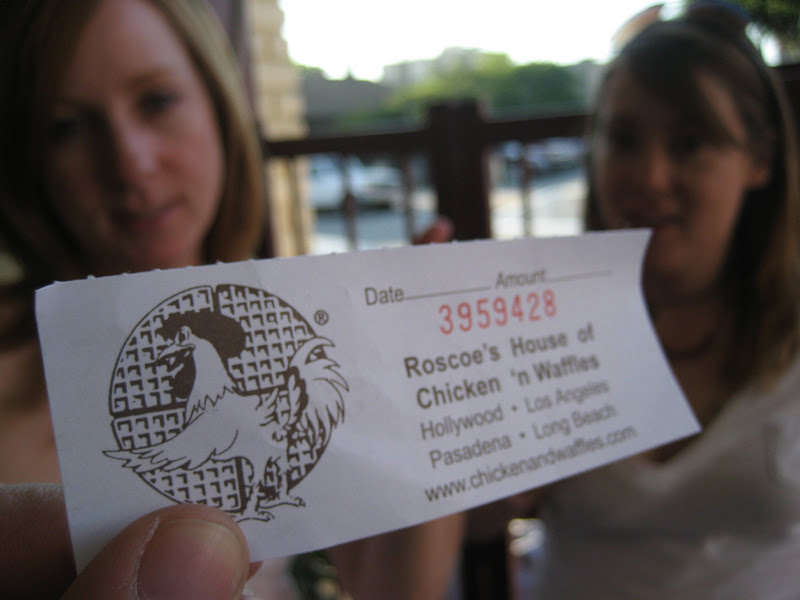 Date Amount
3959428
®
Roscoe's House of
Chicken 'n Waffles
Hollywood • Los Angeles
Pasadena • Long Beach
www.chickenandwaffles.com